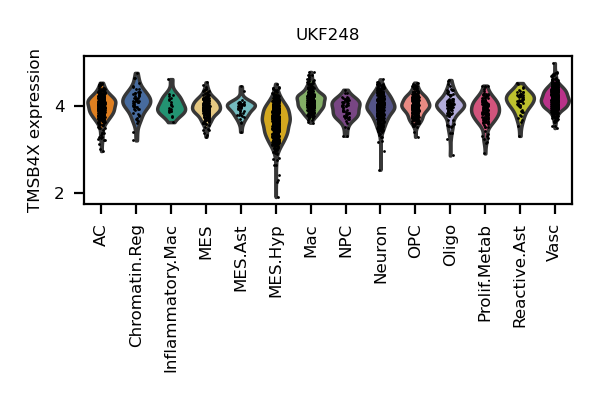 UKF248
TMSB4X expression
4
2
AC
Chromatin.Reg
Inflammatory.Mac
MES
MES.Ast
MES.Hyp
Mac
NPC
Neuron
OPC
Oligo
Prolif.Metab
Reactive.Ast
Vasc